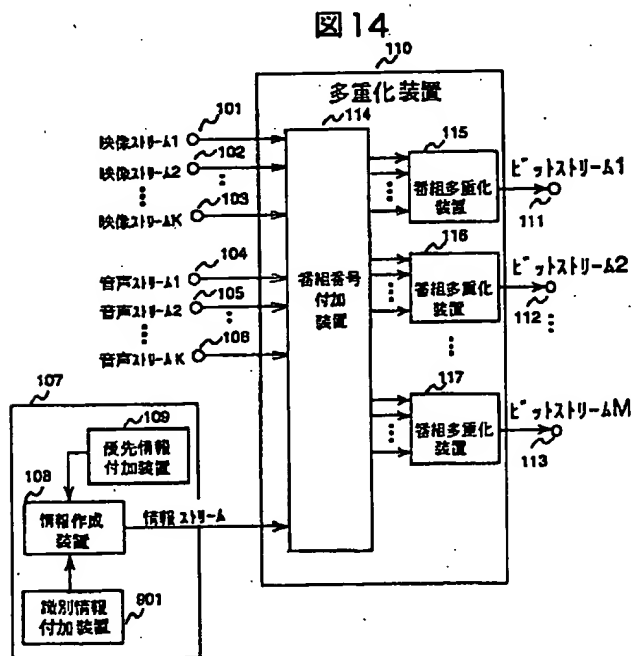 図14
110
多重化装置
114
101
映像ストリーム1
102
映像ストリーム2
映像ストリームK
103
104
音声ストリーム1
105
音声ストリーム2
106
音声ストリームK
番組番号
付加
装置
115
番組多重化
装置
ビットストリーム1
111
116
番組多重化
装置
ビットストリーム2
112
117
番組多重化
装置
ビットストリームM
113
107
109
優先情報
付加装置
108
情報作成
装置
情報ストリーム
識別情報
付加装置
901